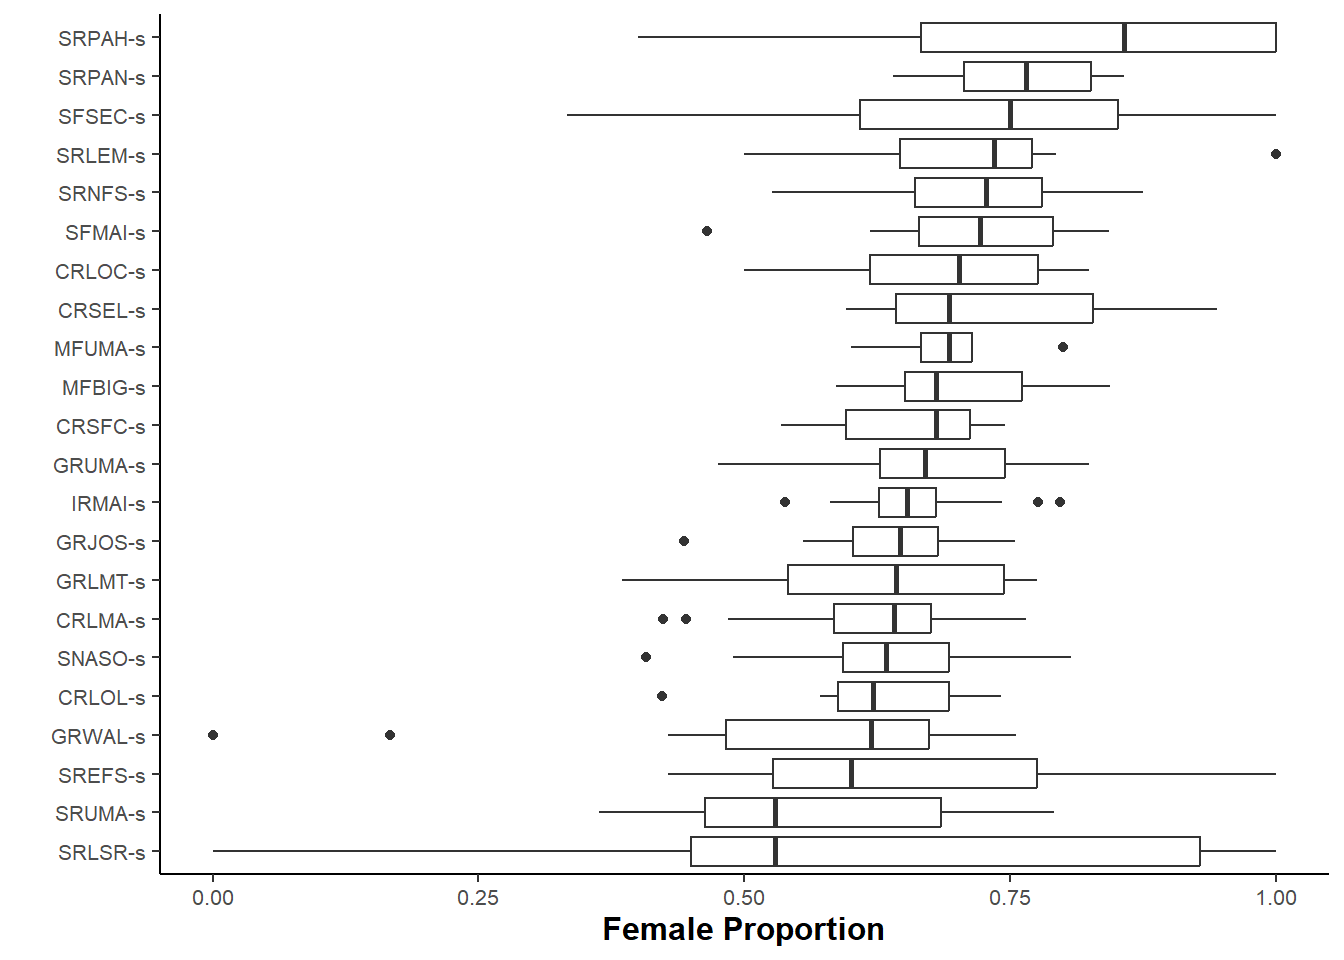 SRPAH-s
SRPAN-s
SFSEC-s
SRLEM-s
SRNFS-s
SFMAI-s
CRLOC-s
CRSEL-s
MFUMA-s
MFBIG-s
CRSFC-s
GRUMA-s
IRMAI-s
GRJOS-s
GRLMT-s
CRLMA-s
SNASO-s
CRLOL-s
GRWAL-s
SREFS-s
SRUMA-s
SRLSR-s
0.00 0.25 0.50 0.75 1.00
Female Proportion